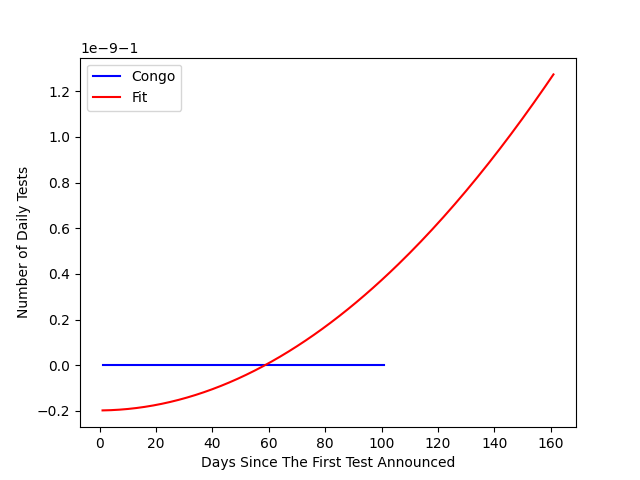 1e−9−1
Congo
Fit
1.2
1.0
0.8
0.6
0.4
0.2
0.0
−0.2
Number of Daily Tests
0 20 40 60 80 100 120 140 160
Days Since The First Test Announced